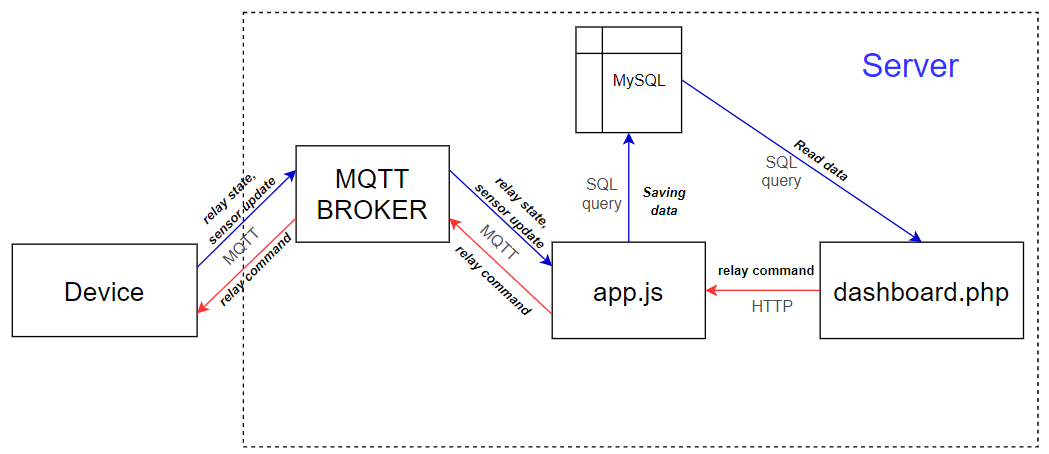 Server
MySQL
Read data
SQL
query
relay state,
sensor update
MQTT
relay command
MQTT
BROKER
relay state,
sensor update
MQTT
relay command
SQL
query
Saving
data
Device
app.js
relay command
HTTP
dashboard.php